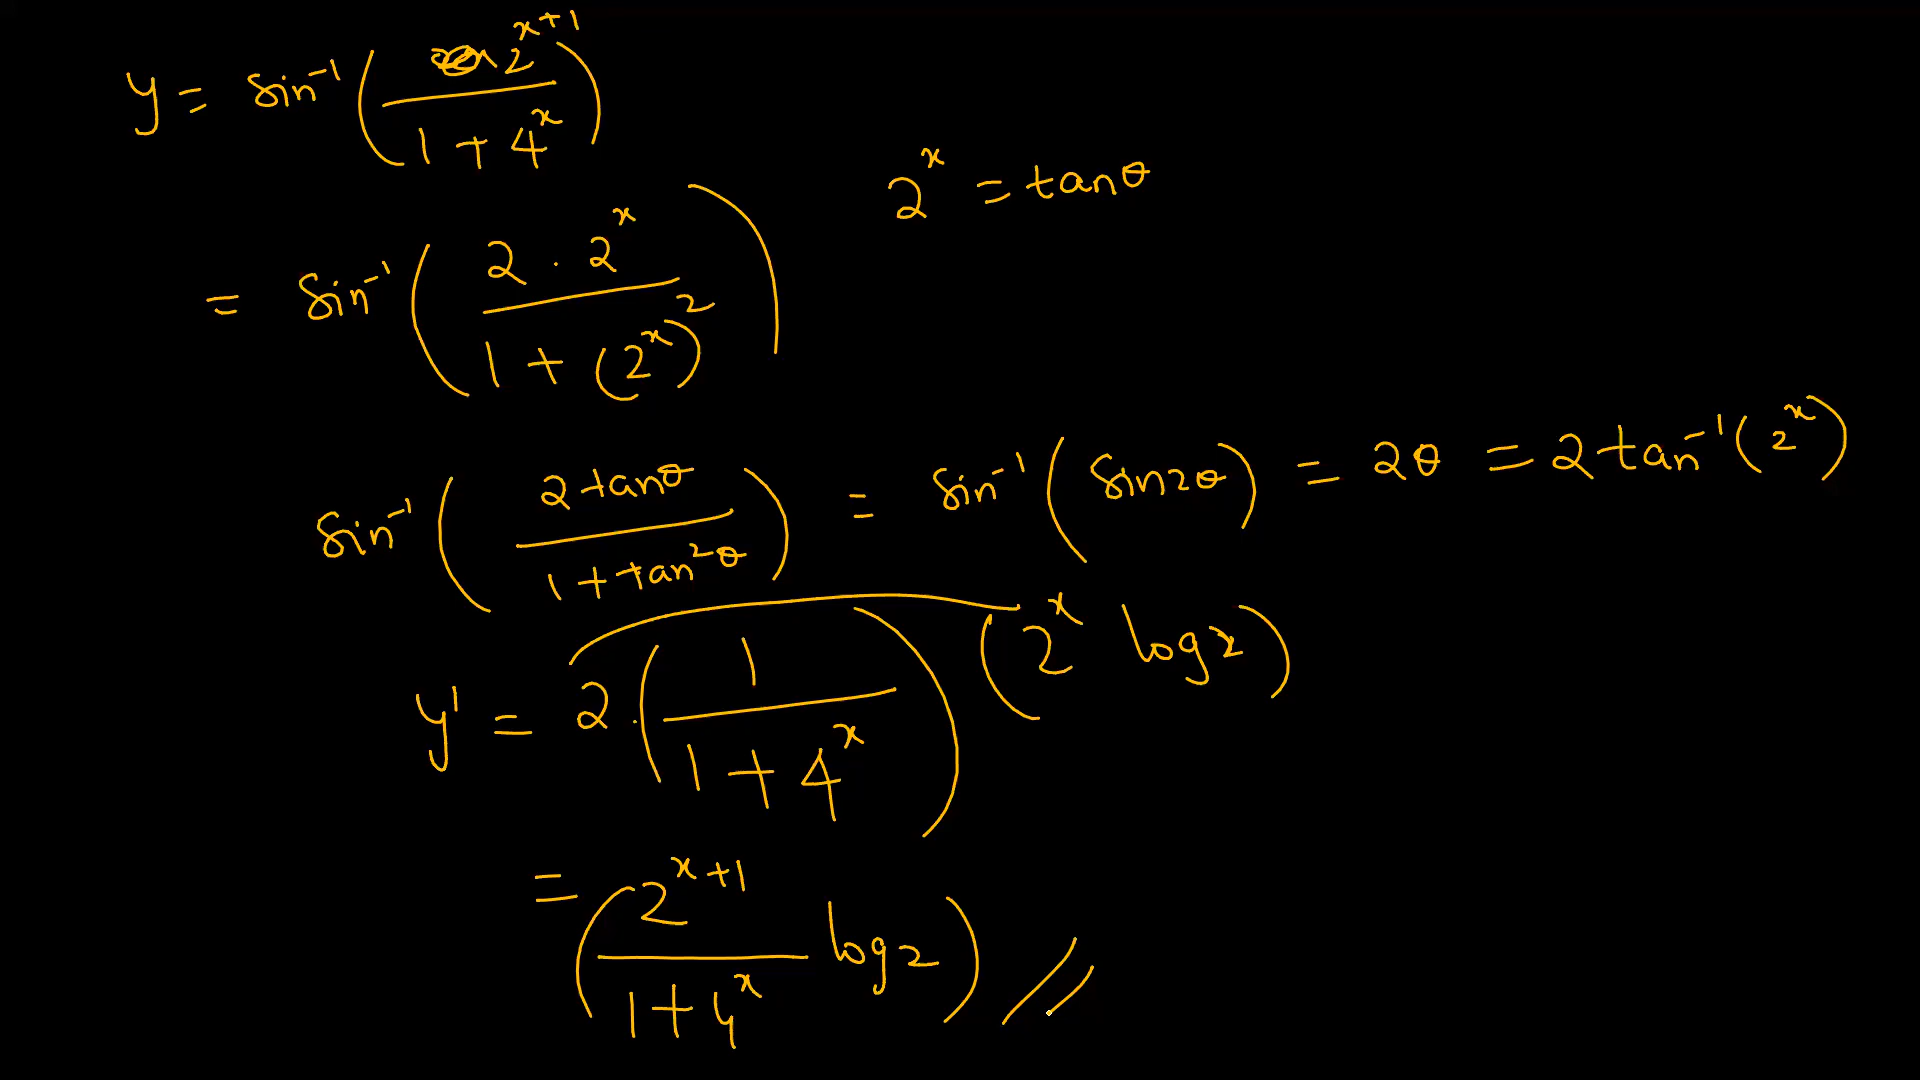 y = sin⁻¹(2^(x+1) / (1 + 4^x))
2^x = tanθ
= sin⁻¹(2 · 2^x / (1 + (2^x)²))
sin⁻¹(2tanθ / (1 + tan²θ)) = sin⁻¹(sin2θ) = 2θ = 2tan⁻¹(2^x)
y' = 2 · (1 / (1 + 4^x)) (2^x log2)
= (2^(x+1) / (1 + 4^x) log2)